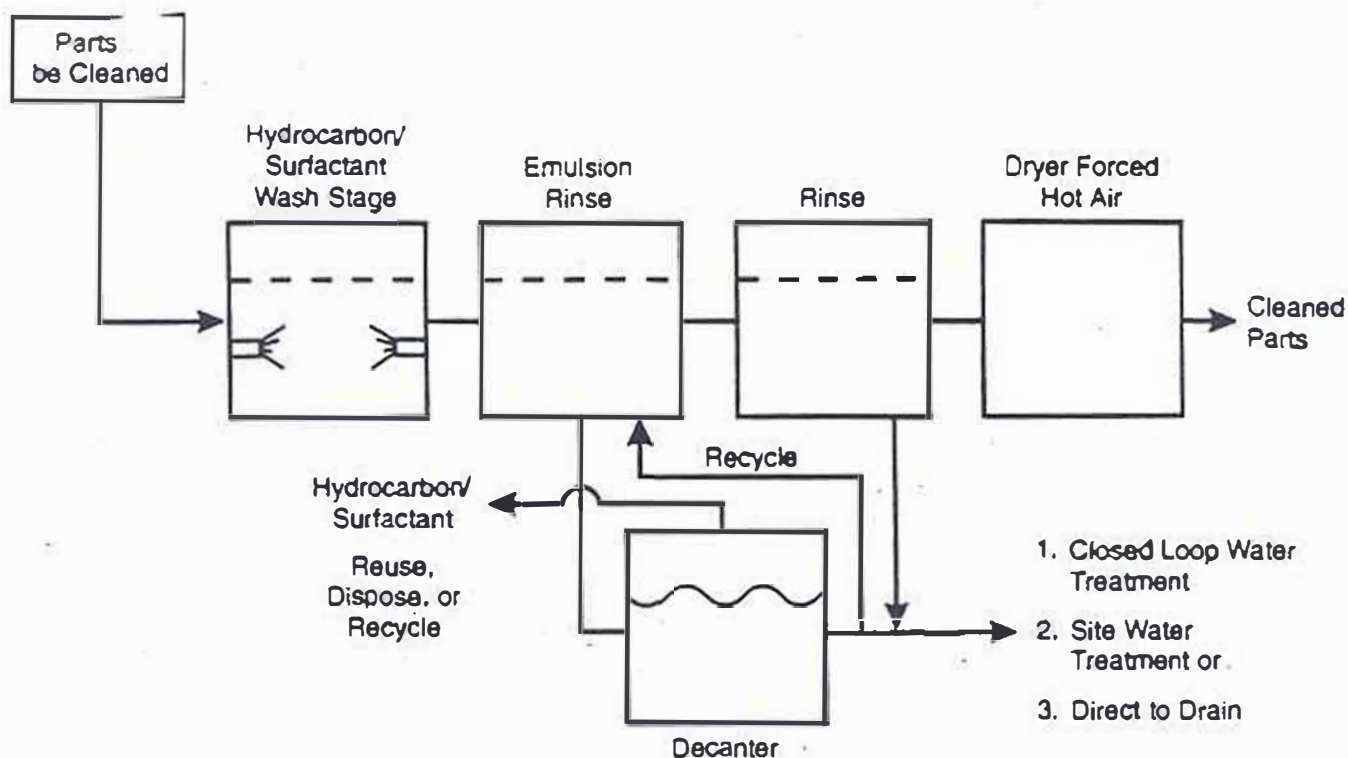 Parts
be Cleaned
Hydrocarbon/
Surfactant
Wash Stage
Emulsion
Rinse
Rinse
Dryer Forced
Hot Air
Cleaned
Parts
Recycle
Hydrocarbon/
Surfactant
Reuse,
Dispose, or
Recycle
Decanter
1. Closed Loop Water
Treatment
2. Site Water
Treatment or
3. Direct to Drain